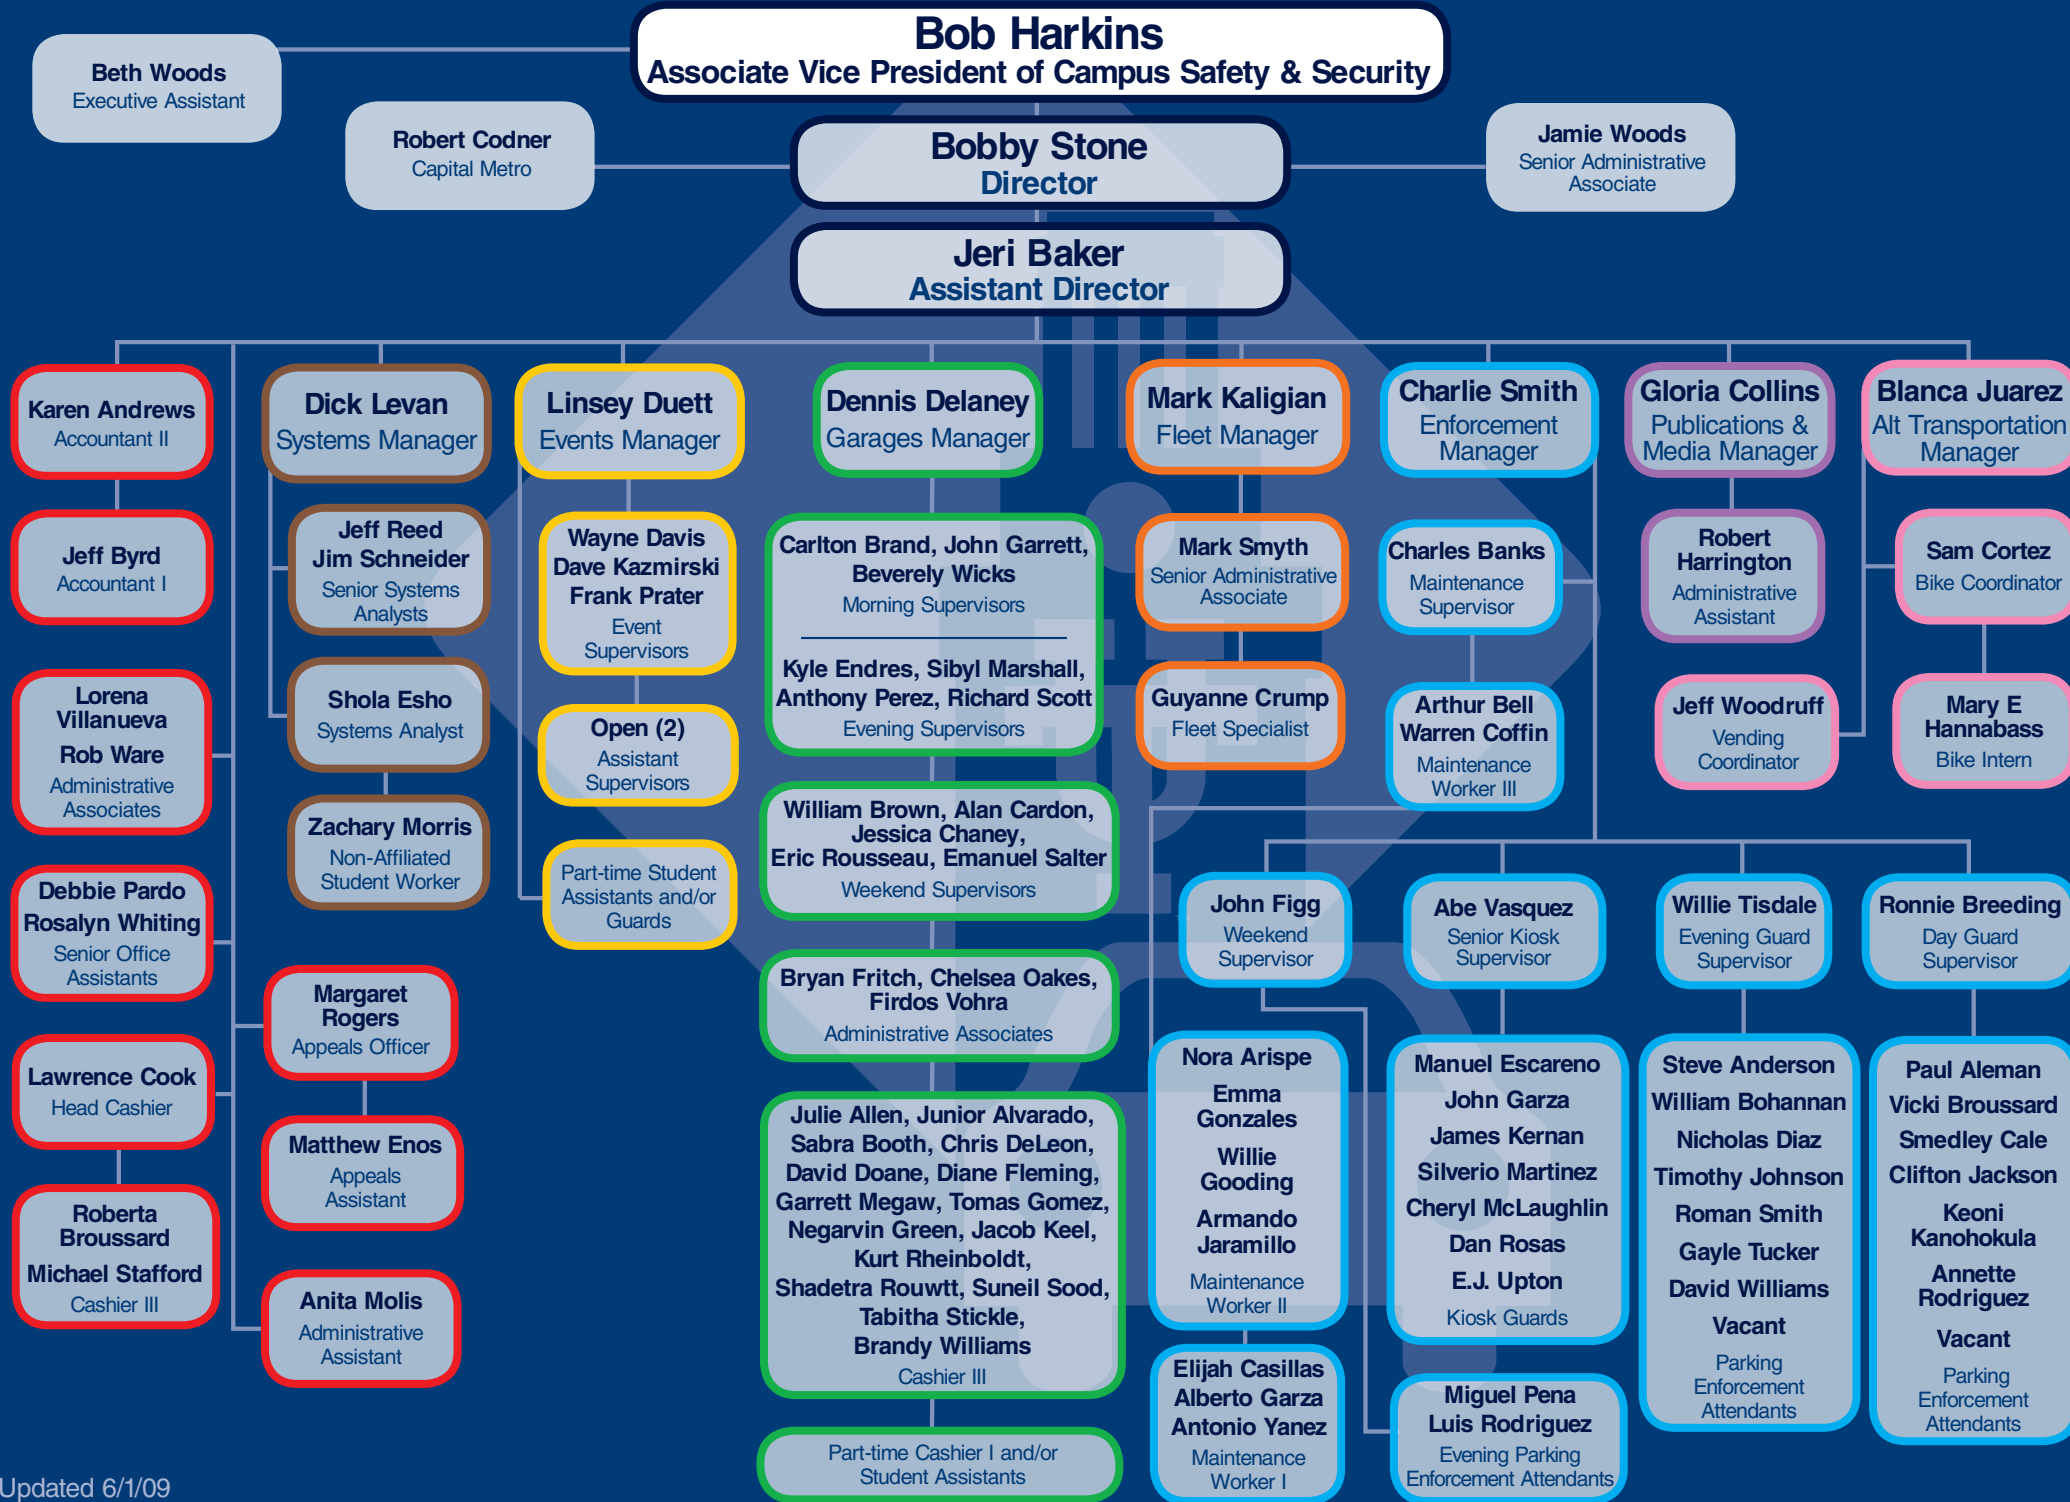 Bob Harkins
Associate Vice President of Campus Safety & Security
Beth Woods
Executive Assistant
Robert Codner
Capital Metro
Bobby Stone
Director
Jamie Woods
Senior Administrative
Associate
Jeri Baker
Assistant Director
Karen Andrews
Accountant II
Jeff Byrd
Accountant I
Lorena
Villanueva
Rob Ware
Administrative
Associates
Debbie Pardo
Rosalyn Whiting
Senior Office
Assistants
Lawrence Cook
Head Cashier
Roberta
Broussard
Michael Stafford
Cashier III
Margaret
Rogers
Appeals Officer
Matthew Enos
Appeals
Assistant
Anita Molis
Administrative
Assistant
Dick Levan
Systems Manager
Jeff Reed
Jim Schneider
Senior Systems
Analysts
Shola Esho
Systems Analyst
Zachary Morris
Non-Affiliated
Student Worker
Linsey Duett
Events Manager
Wayne Davis
Dave Kazmirski
Frank Prater
Event
Supervisors
Open (2)
Assistant
Supervisors
Part-time Student
Assistants and/or
Guards
Dennis Delaney
Garages Manager
Carlton Brand, John Garrett,
Beverely Wicks
Morning Supervisors
Kyle Endres, Sibyl Marshall,
Anthony Perez, Richard Scott
Evening Supervisors
William Brown, Alan Cardon,
Jessica Chaney,
Eric Rousseau, Emanuel Salter
Weekend Supervisors
Bryan Fritch, Chelsea Oakes,
Firdos Vohra
Administrative Associates
Julie Allen, Junior Alvarado,
Sabra Booth, Chris DeLeon,
David Doane, Diane Fleming,
Garrett Megaw, Tomas Gomez,
Negarvin Green, Jacob Keel,
Kurt Rheinboldt,
Shadetra Rouwtt, Suneil Sood,
Tabitha Stickle,
Brandy Williams
Cashier III
Part-time Cashier I and/or
Student Assistants
Mark Kaligian
Fleet Manager
Mark Smyth
Senior Administrative
Associate
Guyanne Crump
Fleet Specialist
Charlie Smith
Enforcement
Manager
Charles Banks
Maintenance
Supervisor
Arthur Bell
Warren Coffin
Maintenance
Worker III
Gloria Collins
Publications &
Media Manager
Robert
Harrington
Administrative
Assistant
Blanca Juarez
Alt Transportation
Manager
Sam Cortez
Bike Coordinator
Jeff Woodruff
Vending
Coordinator
Mary E
Hannabass
Bike Intern
John Figg
Weekend
Supervisor
Abe Vasquez
Senior Kiosk
Supervisor
Willie Tisdale
Evening Guard
Supervisor
Ronnie Breeding
Day Guard
Supervisor
Nora Arispe
Emma
Gonzales
Willie
Gooding
Armando
Jaramillo
Maintenance
Worker II
Elijah Casillas
Alberto Garza
Antonio Yanez
Maintenance
Worker I
Manuel Escareno
John Garza
James Kernan
Silverio Martinez
Cheryl McLaughlin
Dan Rosas
E.J. Upton
Kiosk Guards
Miguel Pena
Luis Rodriguez
Evening Parking
Enforcement Attendants
Steve Anderson
William Bohannan
Nicholas Diaz
Timothy Johnson
Roman Smith
Gayle Tucker
David Williams
Vacant
Parking
Enforcement
Attendants
Paul Aleman
Vicki Broussard
Smedley Cale
Clifton Jackson
Keoni
Kanohokula
Annette
Rodriguez
Vacant
Parking
Enforcement
Attendants
Updated 6/1/09